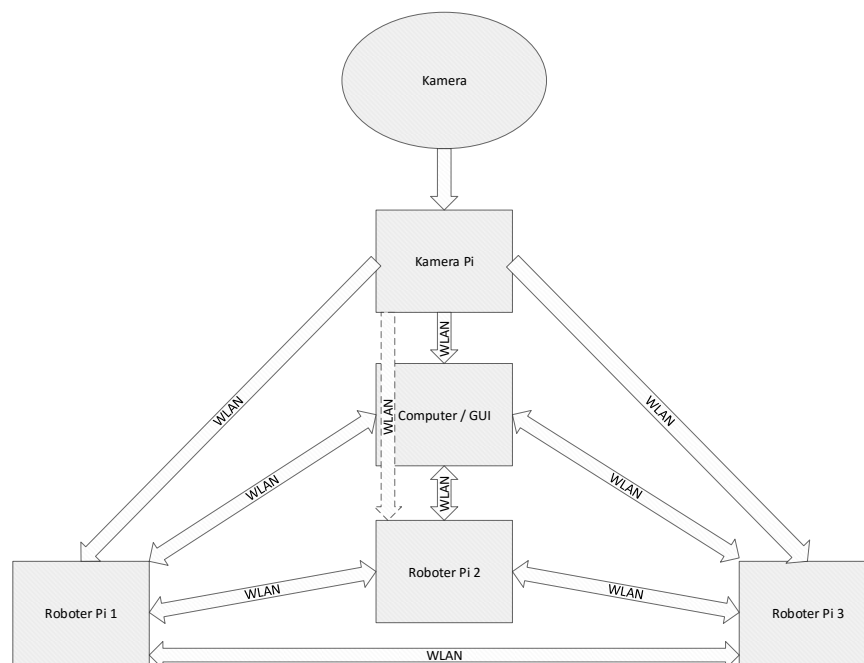 Kamera
Kamera Pi
WLAN
WLAN
WLAN
WLAN
Computer / GUI
WLAN
WLAN
WLAN
Roboter Pi 2
Roboter Pi 1
WLAN
WLAN
Roboter Pi 3
WLAN